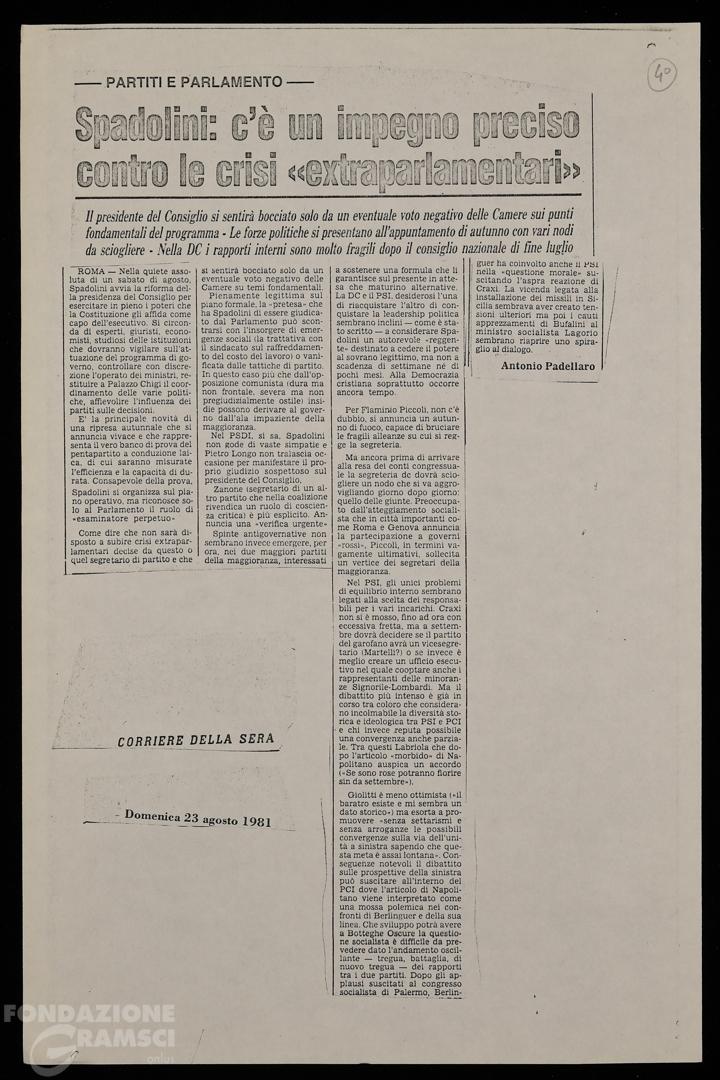 40
PARTITI E PARLAMENTO
Spadolini: c'è un impegno preciso
contro le crisi «extraparlamentari»
Il presidente del Consiglio si sentirà bocciato solo da un eventuale voto negativo delle Camere sui punti
fondamentali del programma - Le forze politiche si presentano all'appuntamento di autunno con vari nodi
da sciogliere - Nella DC i rapporti interni sono molto fragili dopo il consiglio nazionale di fine luglio
ROMA — Nella quiete asso-
luta di un sabato di agosto,
Spadolini avvia la riforma del-
la presidenza del Consiglio per
esercitare in pieno i poteri che
la Costituzione gli affida come
capo dell'esecutivo. Si circon-
da di esperti, giuristi, econo-
misti, studiosi delle istituzioni
che dovranno vigilare sull'at-
tuazione del programma di go-
verno, controllare con discre-
zione l'operato dei ministri, re-
stituire a Palazzo Chigi il coor-
dinamento delle varie politi-
che, affievolire l'influenza dei
partiti sulle decisioni.
E' la principale novità di
una ripresa autunnale che si
annuncia vivace e che rappre-
senta il vero banco di prova del
pentapartito a conduzione lai-
ca, di cui saranno misurate
l'efficienza e la capacità di du-
rata. Consapevole della prova,
Spadolini si organizza sul pia-
no operativo, ma riconosce so-
lo al Parlamento il ruolo di
«esaminatore perpetuo»
Come dire che non sarà di-
sposto a subire crisi extrapar-
lamentari decise da questo o
quel segretario di partito e che
si sentirà bocciato solo da un
eventuale voto negativo delle
Camere su temi fondamentali.
Pienamente legittima sul
piano formale, la «pretesa» che
ha Spadolini di essere giudica-
to dal Parlamento può scon-
trarsi con l'insorgere di emer-
genze sociali (la trattativa con
il sindacato sul raffreddamen-
to del costo del lavoro) o vani-
ficata dalle tattiche di partito.
In questo caso più che dall'op-
posizione comunista (dura ma
non frontale, severa ma non
pregiudizialmente ostile) insi-
die possono derivare al gover-
no dall'ala impaziente della
maggioranza.
Nel PSDI, si sa, Spadolini
non gode di vaste simpatie e
Pietro Longo non tralascia oc-
casione per manifestare il pro-
prio giudizio sospettoso sul
presidente del Consiglio,
Zanone (segretario di un al-
tro partito che nella coalizione
rivendica un ruolo di coscien-
za critica) è più esplicito. An-
nuncia una «verifica urgente»
Spinte antigovernative non
sembrano invece emergere, per
ora, nei due maggiori partiti
della maggioranza, interessati
a sostenere una formula che li
garantisce sul presente in atte-
sa che maturino alternative.
La DC e il PSI, desiderosi l'una
di riacquistare l'altro di con-
quistare la leadership politica
sembrano inclini — come è sta-
to scritto — a considerare Spa-
dolini un autorevole «reggen-
te» destinato a cedere il potere
al sovrano legittimo, ma non a
scadenza di settimane né di
pochi mesi. Alla Democrazia
cristiana soprattutto occorre
ancora tempo.
Per Flaminio Piccoli, non c'è
dubbio, si annuncia un autun-
no di fuoco, capace di bruciare
le fragili alleanze su cui si reg-
ge la segreteria.
Ma ancora prima di arrivare
alla resa dei conti congressua-
le la segreteria dc dovrà scio-
gliere un nodo che si va aggro-
vigliando giorno dopo giorno:
quello delle giunte. Preoccupa-
to dall'atteggiamento sociali-
sta che in città importanti co-
me Roma e Genova annuncia
la partecipazione a governi
«rossi», Piccoli, in termini va-
gamente ultimativi, sollecita
un vertice dei segretari della
maggioranza.
Nel PSI, gli unici problemi
di equilibrio interno sembrano
legati alla scelta dei responsa-
bili per i vari incarichi. Craxi
non si è mosso, fino ad ora con
eccessiva fretta, ma a settem-
bre dovrà decidere se il partito
del garofano avrà un vicesegre-
tario (Martelli?) o se invece è
meglio creare un ufficio esecu-
tivo nel quale cooptare anche i
rappresentanti delle minoran-
ze Signorile-Lombardi. Ma il
dibattito più intenso è già in
corso tra coloro che considera-
no incolmabile la diversità sto-
rica e ideologica tra PSI e PCI
e chi invece reputa possibile
una convergenza anche parzia-
le. Tra questi Labriola che do-
po l'articolo «morbido» di Na-
politano auspica un accordo
(«Se sono rose potranno fiorire
sin da settembre»).
Giolitti è meno ottimista («il
baratro esiste e mi sembra un
dato storico») ma esorta a pro-
muovere «senza settarismi e
senza arroganze le possibili
convergenze sulla via dell'uni-
tà a sinistra sapendo che que-
sta meta è assai lontana». Con-
seguenze notevoli il dibattito
sulle prospettive della sinistra
può suscitare all'interno del
PCI dove l'articolo di Napoli-
tano viene interpretato come
una mossa polemica nei con-
fronti di Berlinguer e della sua
linea. Che sviluppo potrà avere
a Botteghe Oscure la questio-
ne socialista è difficile da pre-
vedere dato l'andamento oscil-
lante — tregua, battaglia, di
nuovo tregua — dei rapporti
tra i due partiti. Dopo gli ap-
plausi suscitati al congresso
socialista di Palermo, Berlin-
guer ha coinvolto anche il PSI
nella «questione morale» su-
scitando l'aspra reazione di
Craxi. La vicenda legata alla
installazione dei missili in Si-
cilia sembrava aver creato ten-
sioni ulteriori ma poi i cauti
apprezzamenti di Bufalini al
ministro socialista Lagorio
sembrano riaprire uno spira-
glio al dialogo.
Antonio Padellaro
CORRIERE DELLA SERA
- Domenica 23 agosto 1981
FONDAZIONE
GRAMSCI
onlus